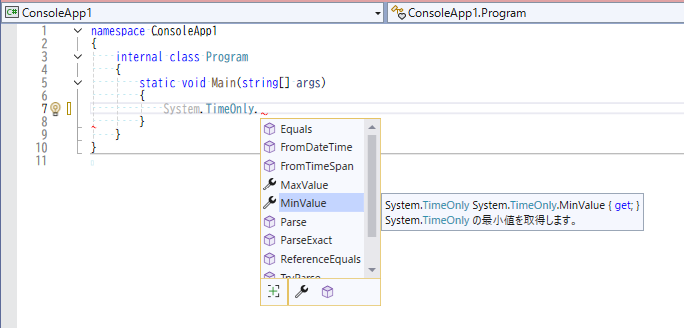 C# ConsoleApp1
ConsoleApp1.Program
1 namespace ConsoleApp1
2 {
3 internal class Program
4 {
5 static void Main(string[] args)
6 {
7 System.TimeOnly.
8 }
9 }
10 }
11
Equals
FromDateTime
FromTimeSpan
MaxValue
MinValue
Parse
ParseExact
ReferenceEquals
TryParse
System.TimeOnly System.TimeOnly.MinValue { get; }
System.TimeOnly の最小値を取得します。